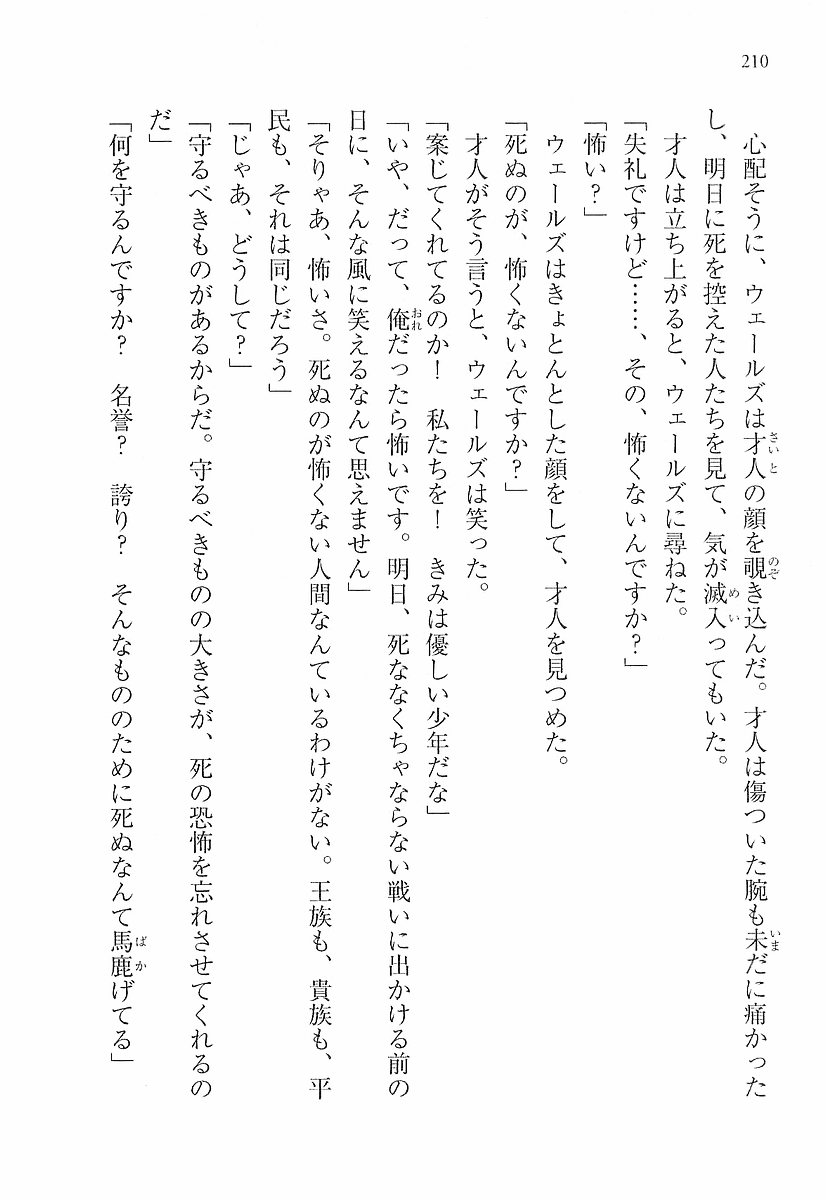 210
心配そうに、ウェールズは才人の顔を覗き込んだ。才人は傷ついた腕も未だに痛かった
し、明日に死を控えた人たちを見て、気が滅入ってもいた。
才人は立ち上がると、ウェールズに尋ねた。
「失礼ですけど……、その、怖くないんですか？」
「怖い？」
ウェールズはきょとんとした顔をして、才人を見つめた。
「死ぬのが、怖くないんですか？」
才人がそう言うと、ウェールズは笑った。
「案じてくれてるのか！　私たちを！　きみは優しい少年だな」
「いや、だって、俺だったら怖いです。明日、死ななくちゃならない戦いに出かける前の
日に、そんな風に笑えるなんて思えません」
「そりゃあ、怖いさ。死ぬのが怖くない人間なんているわけがない。王族も、貴族も、平
民も、それは同じだろう」
「じゃあ、どうして？」
「守るべきものがあるからだ。守るべきものの大きさが、死の恐怖を忘れさせてくれるの
だ」
「何を守るんですか？　名誉？　誇り？　そんなもののために死ぬなんて馬鹿げてる」